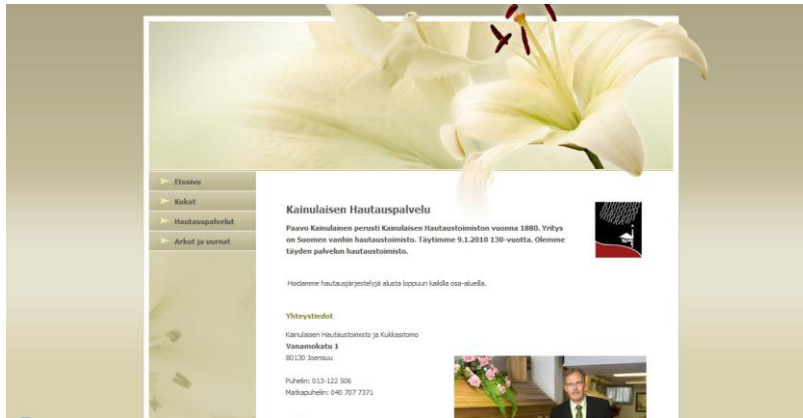 Etusivu
Kukat
Hautauspalvelut
Arkut ja uurnat
Kainulaisen Hautauspalvelu
Paavo Kainulainen perusti Kainulaisen Hautaustoimiston vuonna 1880. Yritys
on Suomen vanhin hautaustoimisto. Täytimme 9.1.2010 130-vuotta. Olemme
täyden palvelun hautaustoimisto.
Hoidamme hautausjärjestelyjä alusta loppuun kaikilla osa-alueilla.
Yhteystiedot
Kainulaisen Hautaustoimisto ja Kukkasitomo
Vanamokatu 1
80130 Joensuu
Puhelin: 013-122 506
Matkapuhelin: 040 707 7371